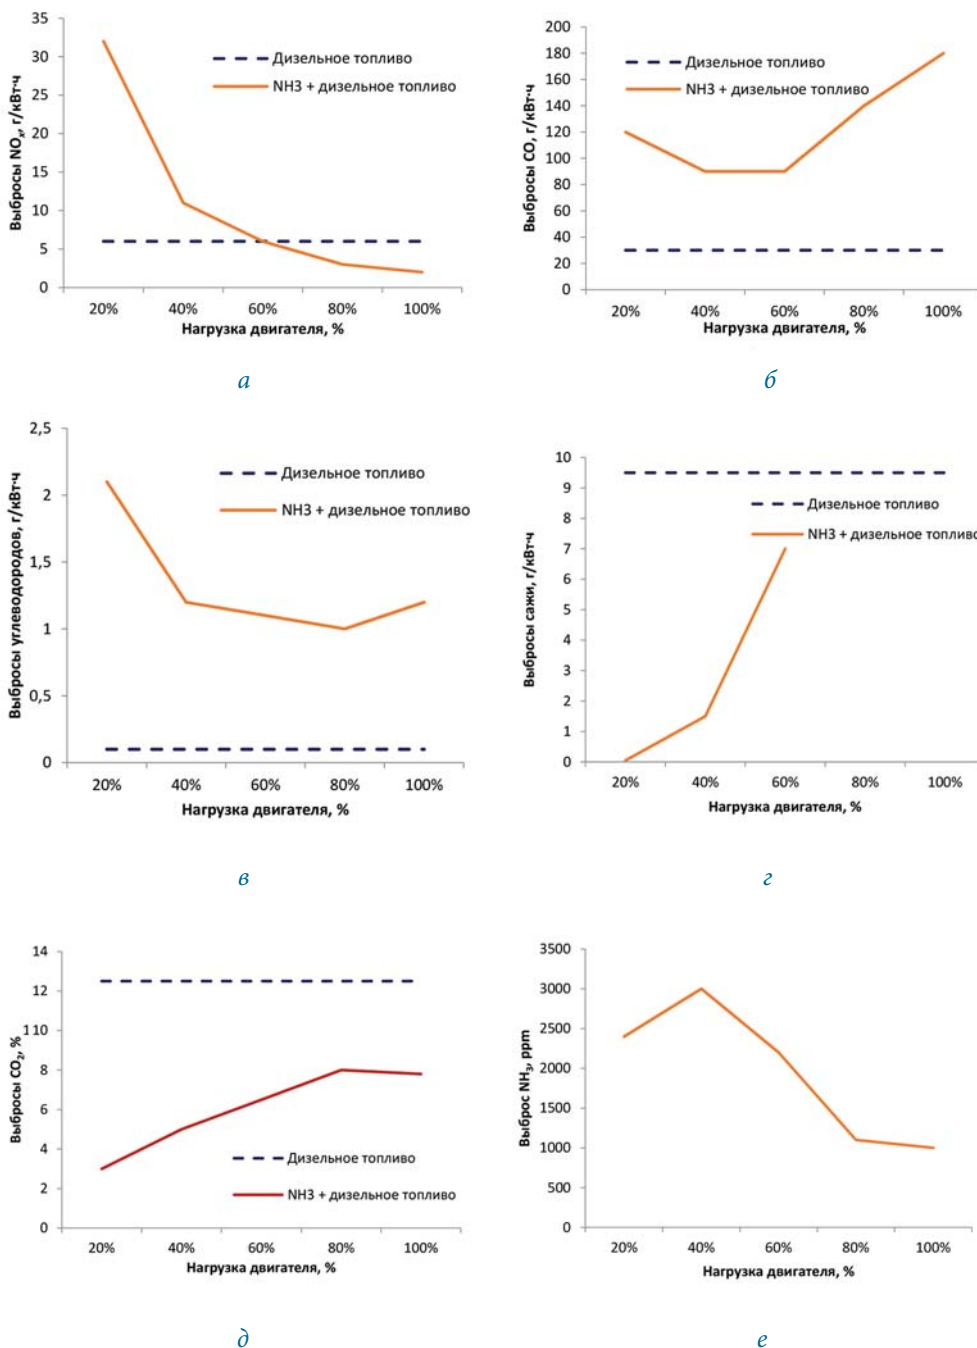 35
30
25
20
15
10
5
0
Выбросы NOₓ, г/кВт·ч
Дизельное топливо
NH3 + дизельное топливо
20% 40% 60% 80% 100%
Нагрузка двигателя, %
а
200
180
160
140
120
100
80
60
40
20
0
Выбросы CO, г/кВт·ч
Дизельное топливо
NH3 + дизельное топливо
20% 40% 60% 80% 100%
Нагрузка двигателя, %
б
2,5
2
1,5
1
0,5
0
Выбросы углеводородов, г/кВт·ч
Дизельное топливо
NH3 + дизельное топливо
20% 40% 60% 80% 100%
Нагрузка двигателя, %
в
10
9
8
7
6
5
4
3
2
1
0
Выбросы сажи, г/кВт·ч
Дизельное топливо
NH3 + дизельное топливо
20% 40% 60% 80% 100%
Нагрузка двигателя, %
г
14
12
110
8
6
4
2
0
Выбросы CO₂, %
Дизельное топливо
NH3 + дизельное топливо
20% 40% 60% 80% 100%
Нагрузка двигателя, %
д
3500
3000
2500
2000
1500
1000
500
0
Выброс NH₃, ppm
20% 40% 60% 80% 100%
Нагрузка двигателя, %
е